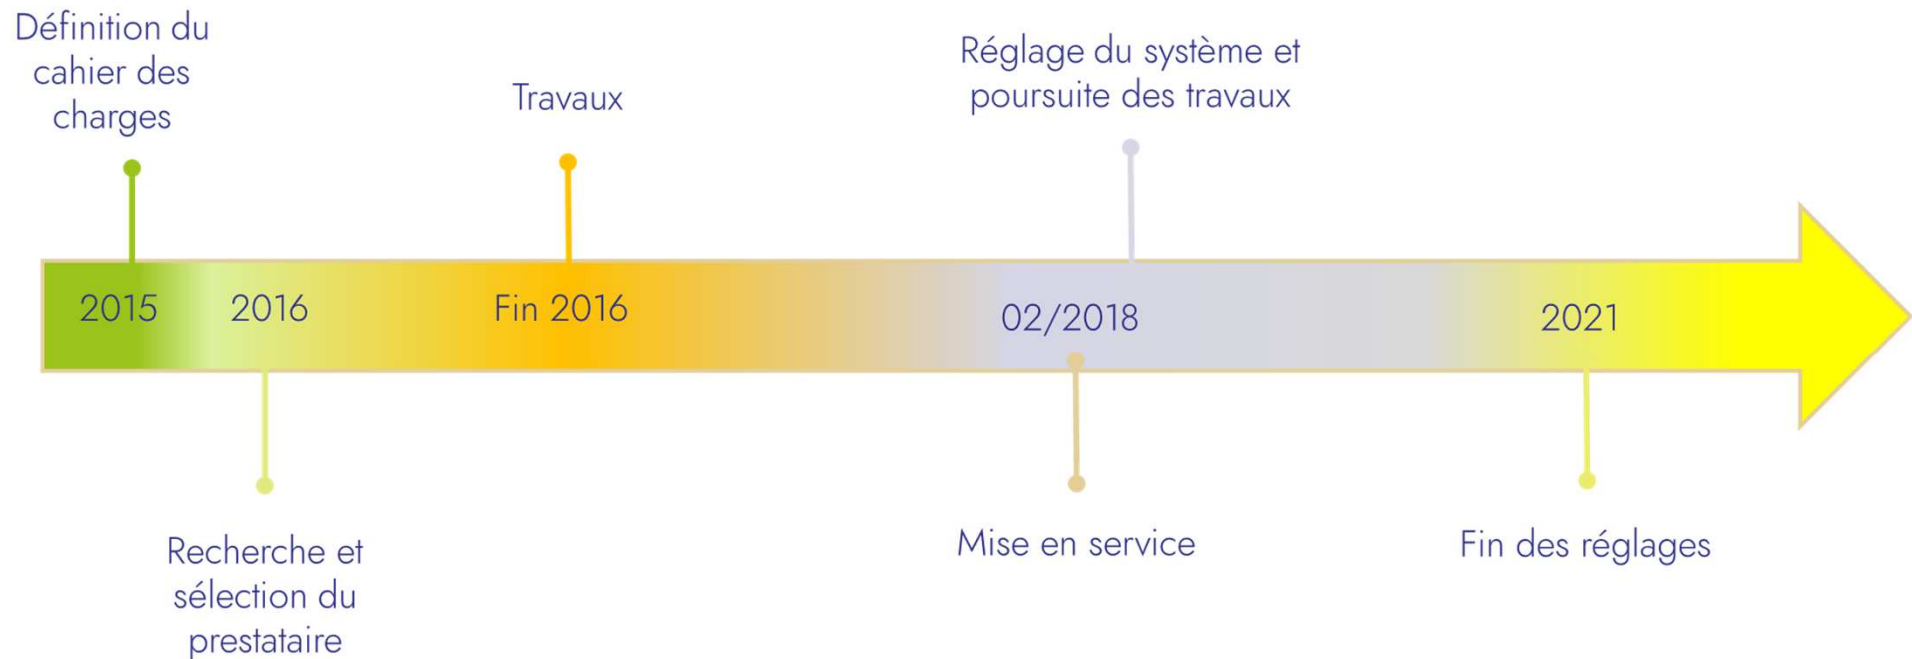 Définition du
cahier des
charges
Travaux
Réglage du système et
poursuite des travaux
2015
2016
Fin 2016
02/2018
2021
Recherche et
sélection du
prestataire
Mise en service
Fin des réglages